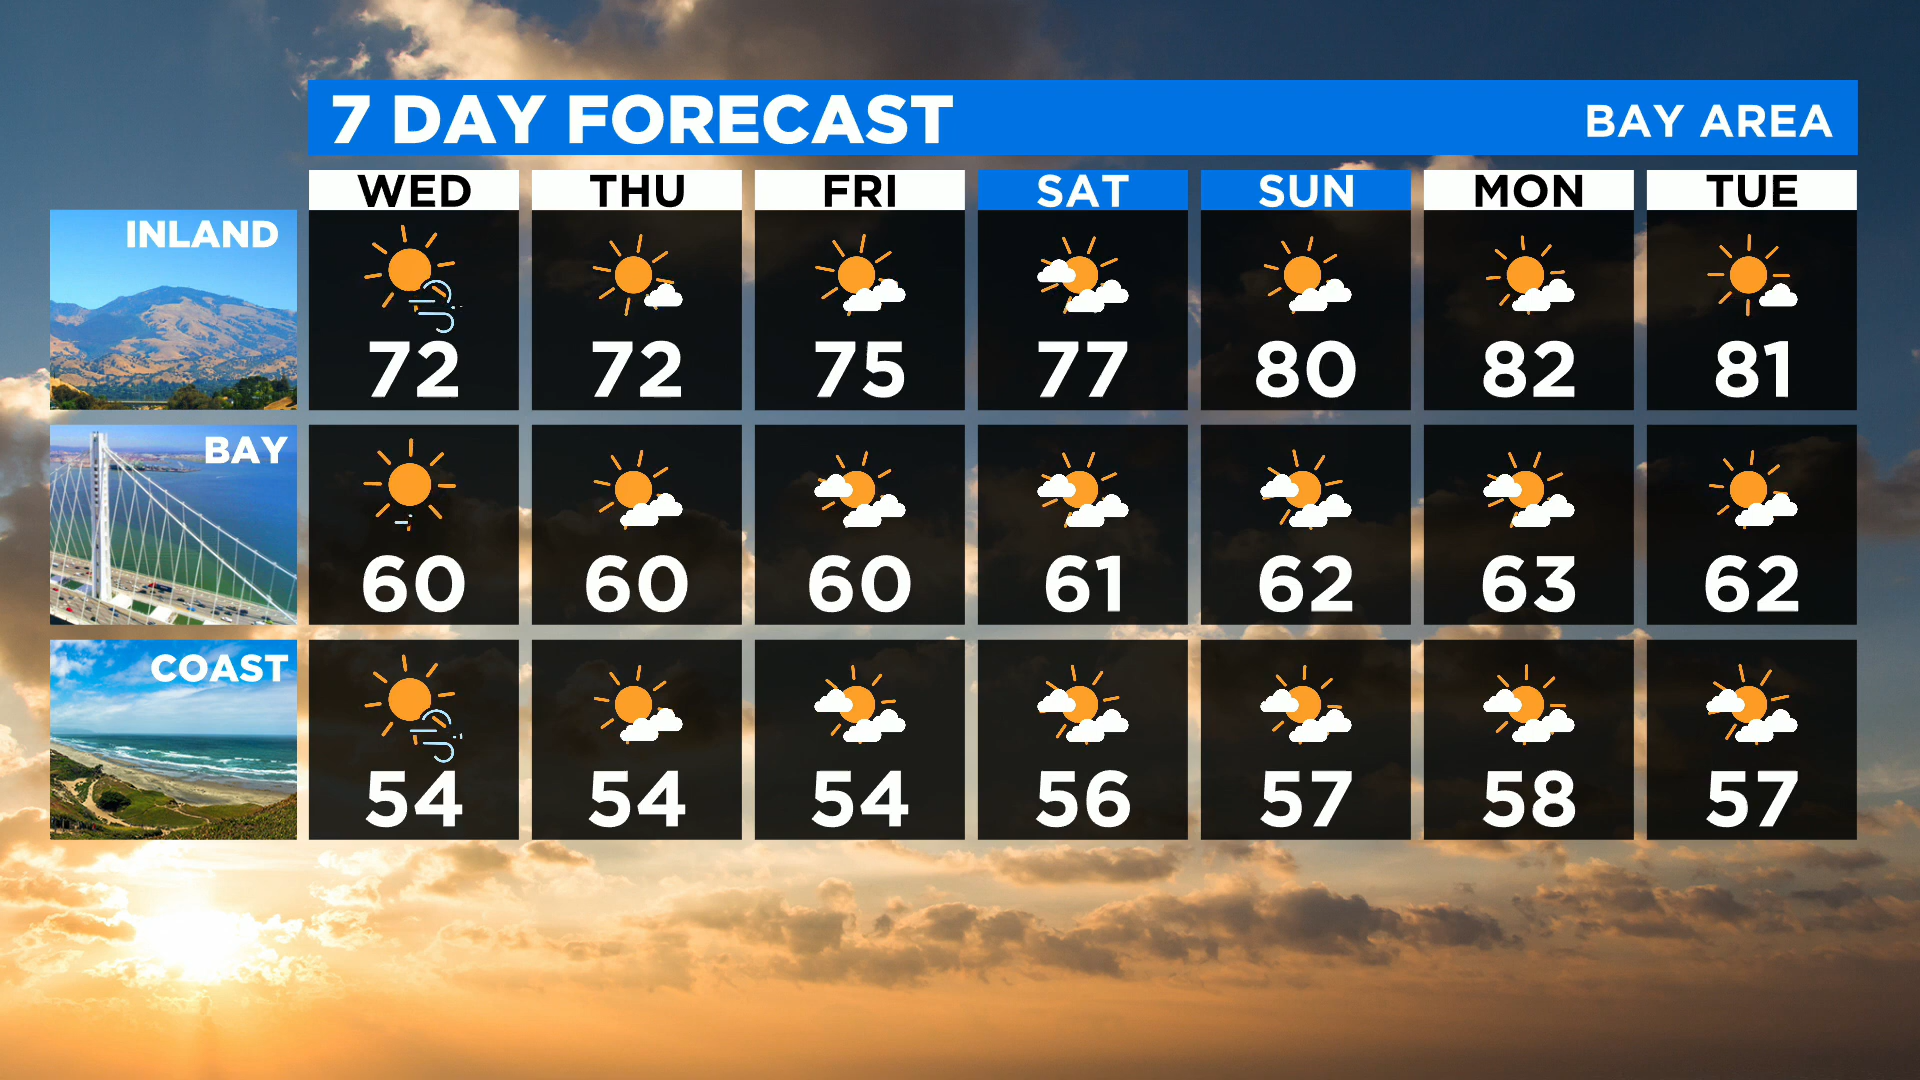 7 DAY FORECAST BAY AREA
WED THU FRI SAT SUN MON TUE
INLAND
72 72 75 77 80 82 81
BAY
60 60 60 61 62 63 62
COAST
54 54 54 56 57 58 57